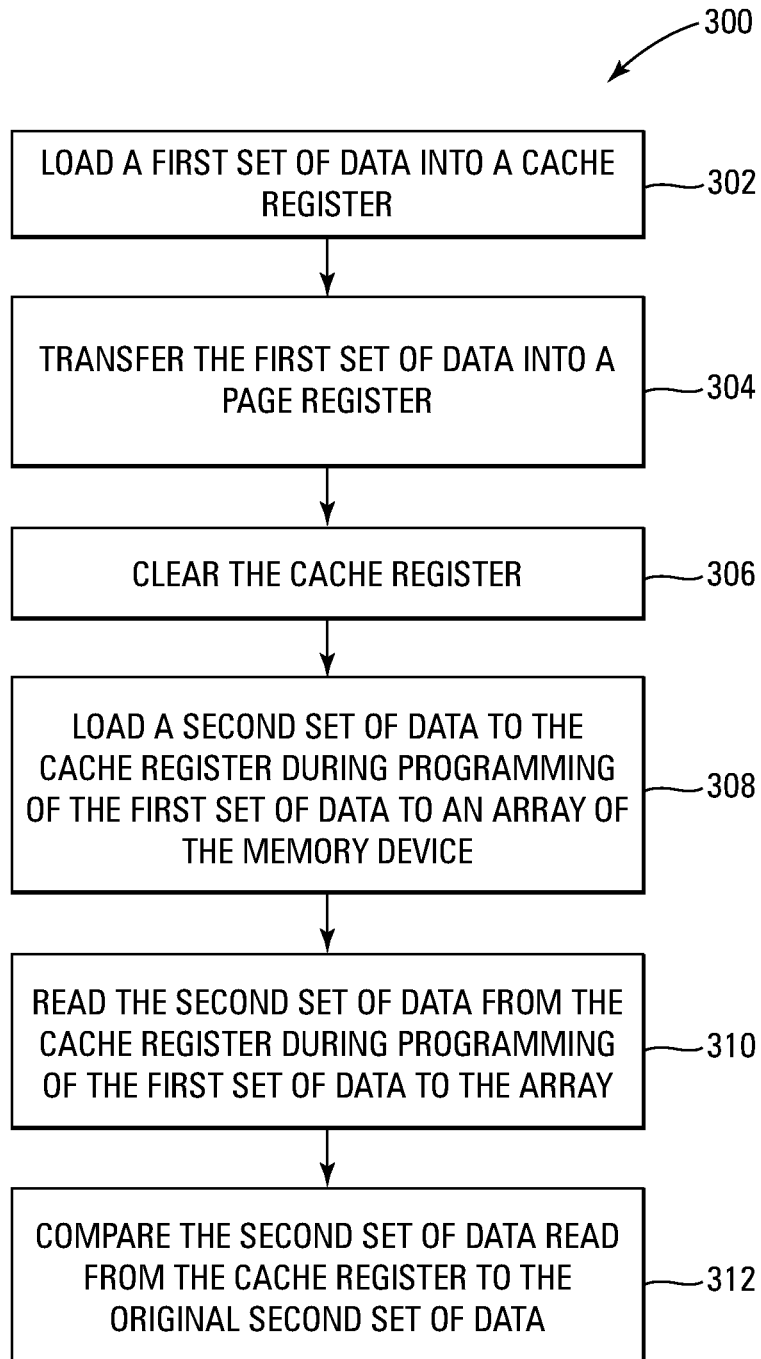 300
LOAD A FIRST SET OF DATA INTO A CACHE
REGISTER
302
TRANSFER THE FIRST SET OF DATA INTO A
PAGE REGISTER
304
CLEAR THE CACHE REGISTER
306
LOAD A SECOND SET OF DATA TO THE
CACHE REGISTER DURING PROGRAMMING
OF THE FIRST SET OF DATA TO AN ARRAY OF
THE MEMORY DEVICE
308
READ THE SECOND SET OF DATA FROM THE
CACHE REGISTER DURING PROGRAMMING
OF THE FIRST SET OF DATA TO THE ARRAY
310
COMPARE THE SECOND SET OF DATA READ
FROM THE CACHE REGISTER TO THE
ORIGINAL SECOND SET OF DATA
312